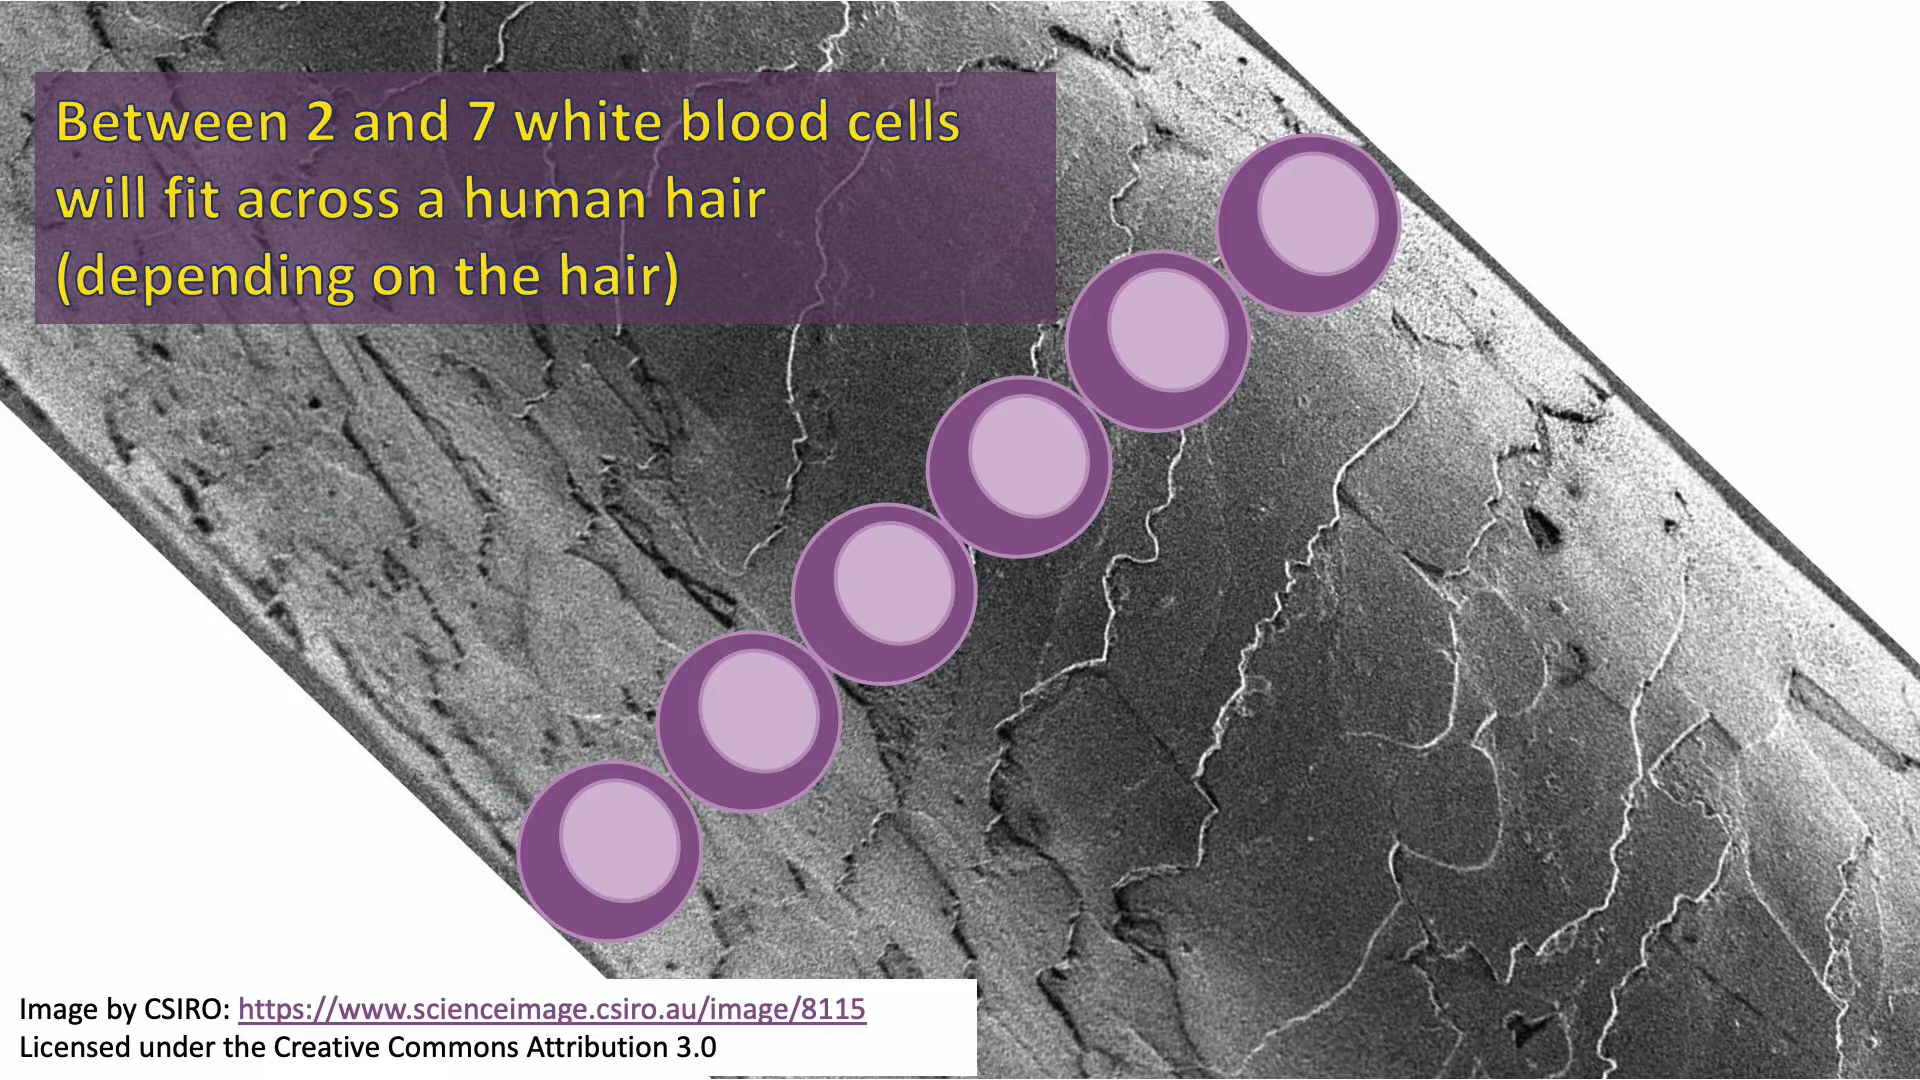 Between 2 and 7 white blood cells
will fit across a human hair
(depending on the hair)
Image by CSIRO: https://www.scienceimage.csiro.au/image/8115
Licensed under the Creative Commons Attribution 3.0